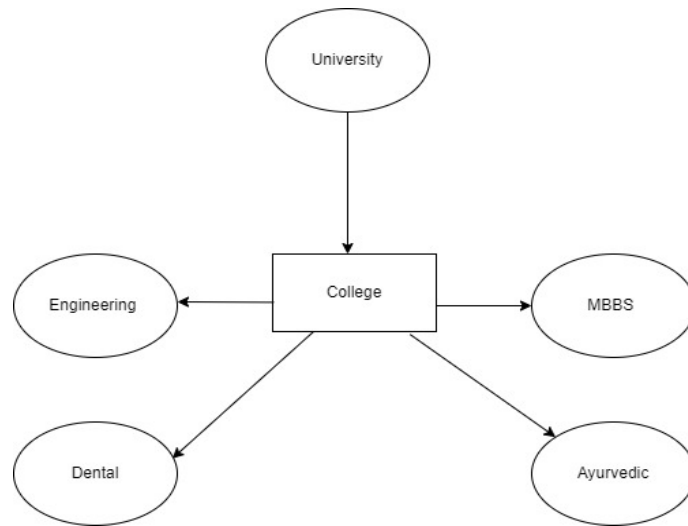 University
College
Engineering
MBBS
Dental
Ayurvedic